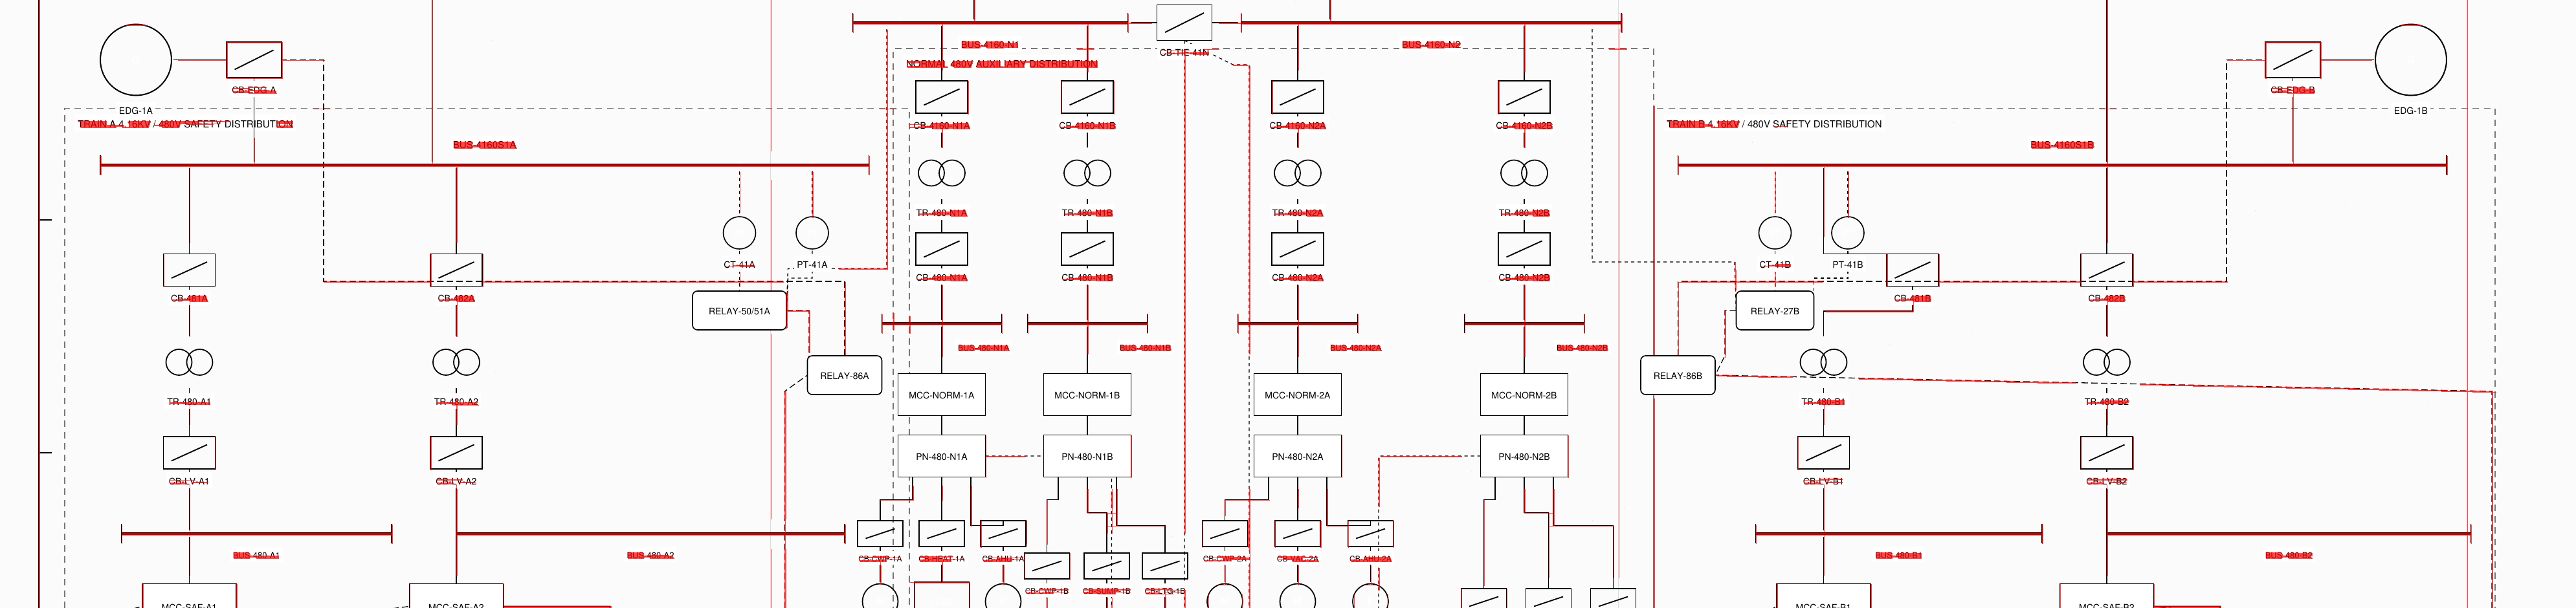 BUS-4160-N1
BUS-4160-N2
CB-TIE-41N
NORMAL 480V AUXILIARY DISTRIBUTION
CB-EDG-A
CB-EDG-B
EDG-1A
EDG-1B
TRAIN A 4.16KV / 480V SAFETY DISTRIBUTION
CB-4160-N1A
CB-4160-N1B
CB-4160-N2A
CB-4160-N2B
TRAIN B 4.16KV / 480V SAFETY DISTRIBUTION
BUS-4160S1A
BUS-4160S1B
TR-480-N1A
TR-480-N1B
TR-480-N2A
TR-480-N2B
CT-41A
PT-41A
CB-480-N1A
CB-480-N1B
CB-480-N2A
CB-480-N2B
CT-41B
PT-41B
CB-481A
CB-482A
CB-481B
CB-482B
RELAY-50/51A
RELAY-27B
BUS-480-N1A
BUS-480-N1B
BUS-480-N2A
BUS-480-N2B
RELAY-86A
RELAY-86B
MCC-NORM-1A
MCC-NORM-1B
MCC-NORM-2A
MCC-NORM-2B
TR-480-A1
TR-480-A2
TR-480-B1
TR-480-B2
PN-480-N1A
PN-480-N1B
PN-480-N2A
PN-480-N2B
CB-LV-A1
CB-LV-A2
CB-LV-B1
CB-LV-B2
BUS-480-A1
BUS-480-A2
CB-CWP-1A
CB-HEAT-1A
CB-AHU-1A
CB-CWP-2A
CB-VAC-2A
CB-AHU-2A
BUS-480-B1
BUS-480-B2
CB-CWP-1B
CB-SUMP-1B
CB-LTG-1B
MCC-SAF-A1
MCC-SAF-A2
MCC-SAF-B1
MCC-SAF-B2